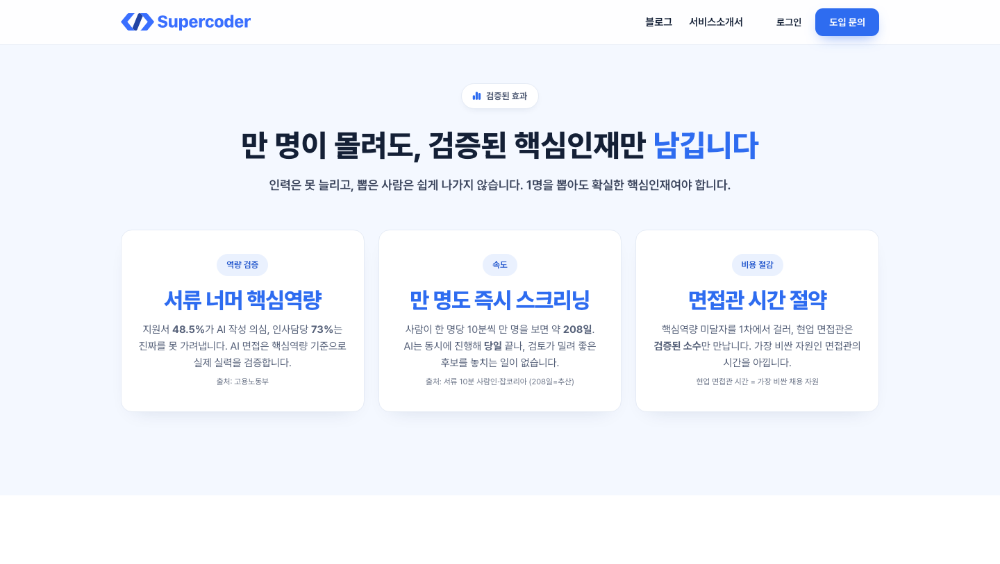 Supercoder
블로그 서비스소개서 로그인 도입 문의
검증된 효과
만 명이 몰려도, 검증된 핵심인재만 남깁니다
인력은 못 늘리고, 뽑은 사람은 쉽게 나가지 않습니다. 1명을 뽑아도 확실한 핵심인재여야 합니다.
역량 검증
서류 너머 핵심역량
지원서 48.5%가 AI 작성 의심, 인사담당 73%는
진짜를 못 가려냅니다. AI 면접은 핵심역량 기준으로
실제 실력을 검증합니다.
출처: 고용노동부
속도
만 명도 즉시 스크리닝
사람이 한 명당 10분씩 만 명을 보면 약 208일.
AI는 동시에 진행해 당일 끝나, 검토가 밀려 좋은
후보를 놓치는 일이 없습니다.
출처: 서류 10분 사람인·잡코리아 (208일=추산)
비용 절감
면접관 시간 절약
핵심역량 미달자를 1차에서 걸러, 현업 면접관은
검증된 소수만 만납니다. 가장 비싼 자원인 면접관의
시간을 아낍니다.
현업 면접관 시간 = 가장 비싼 채용 자원